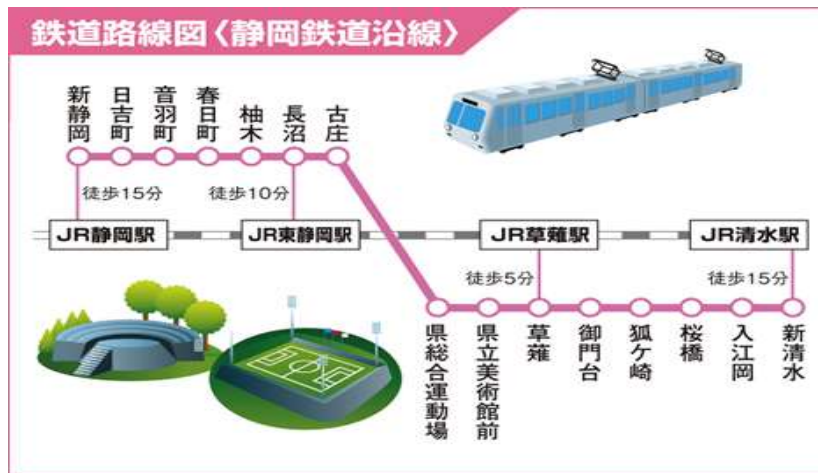 鉄道路線図〈静岡鉄道沿線〉
新静岡
日吉町
音羽町
春日町
柚木
長沼
古庄
徒歩15分
徒歩10分
JR静岡駅
JR東静岡駅
JR草薙駅
JR清水駅
徒歩5分
徒歩15分
県総合運動場
県立美術館前
草薙
御門台
狐ケ崎
桜橋
入江岡
新清水